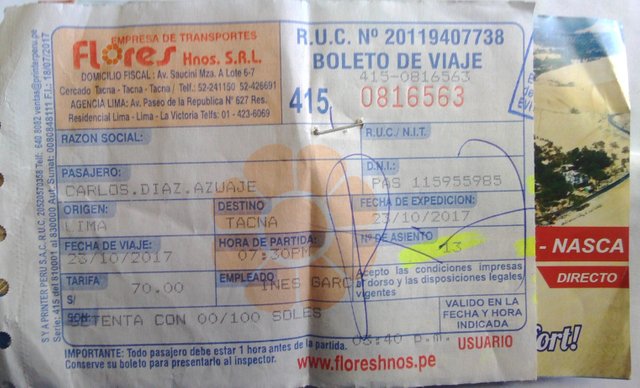 EMPRESA DE TRANSPORTES
Flores Hnos. S.R.L.
DOMICILIO FISCAL: Av. Saucini Mza. A Lote 6-7
Cercado Tacna - Tacna / Telf.: 52-241150 52-426691
AGENCIA LIMA: Av. Paseo de la Republica Nº 627 Res.
Residencial Lima - La Victoria Telfs: 01 - 423-6069
R.U.C. Nº 20119407738
BOLETO DE VIAJE
415-0816563
415 0816563
RAZON SOCIAL:
R.U.C./ N.I.T.
PASAJERO:
CARLOS.DIAZ.AZUAJE
D.N.I.:
PAS 115955985
ORIGEN:
LIMA
DESTINO
TACNA
FECHA DE EXPEDICION:
23/10/2017
FECHA DE VIAJE:
23/10/2017
HORA DE PARTIDA:
07:30PM
Nº DE ASIENTO
13
TARIFA
S/
70.00
EMPLEADO
INES GARC
Acepto las condiciones impresas
al dorso y las disposiciones legales
vigentes
SON:
SETENTA CON 00/100 SOLES
VALIDO EN LA
FECHA Y HORA
INDICADA
USUARIO
IMPORTANTE: Todo pasajero debe estar 1 hora antes de la partida.
Conserve su boleto para presentarlo al inspector.
www.floreshnos.pe
- NASCA
DIRECTO
ort!